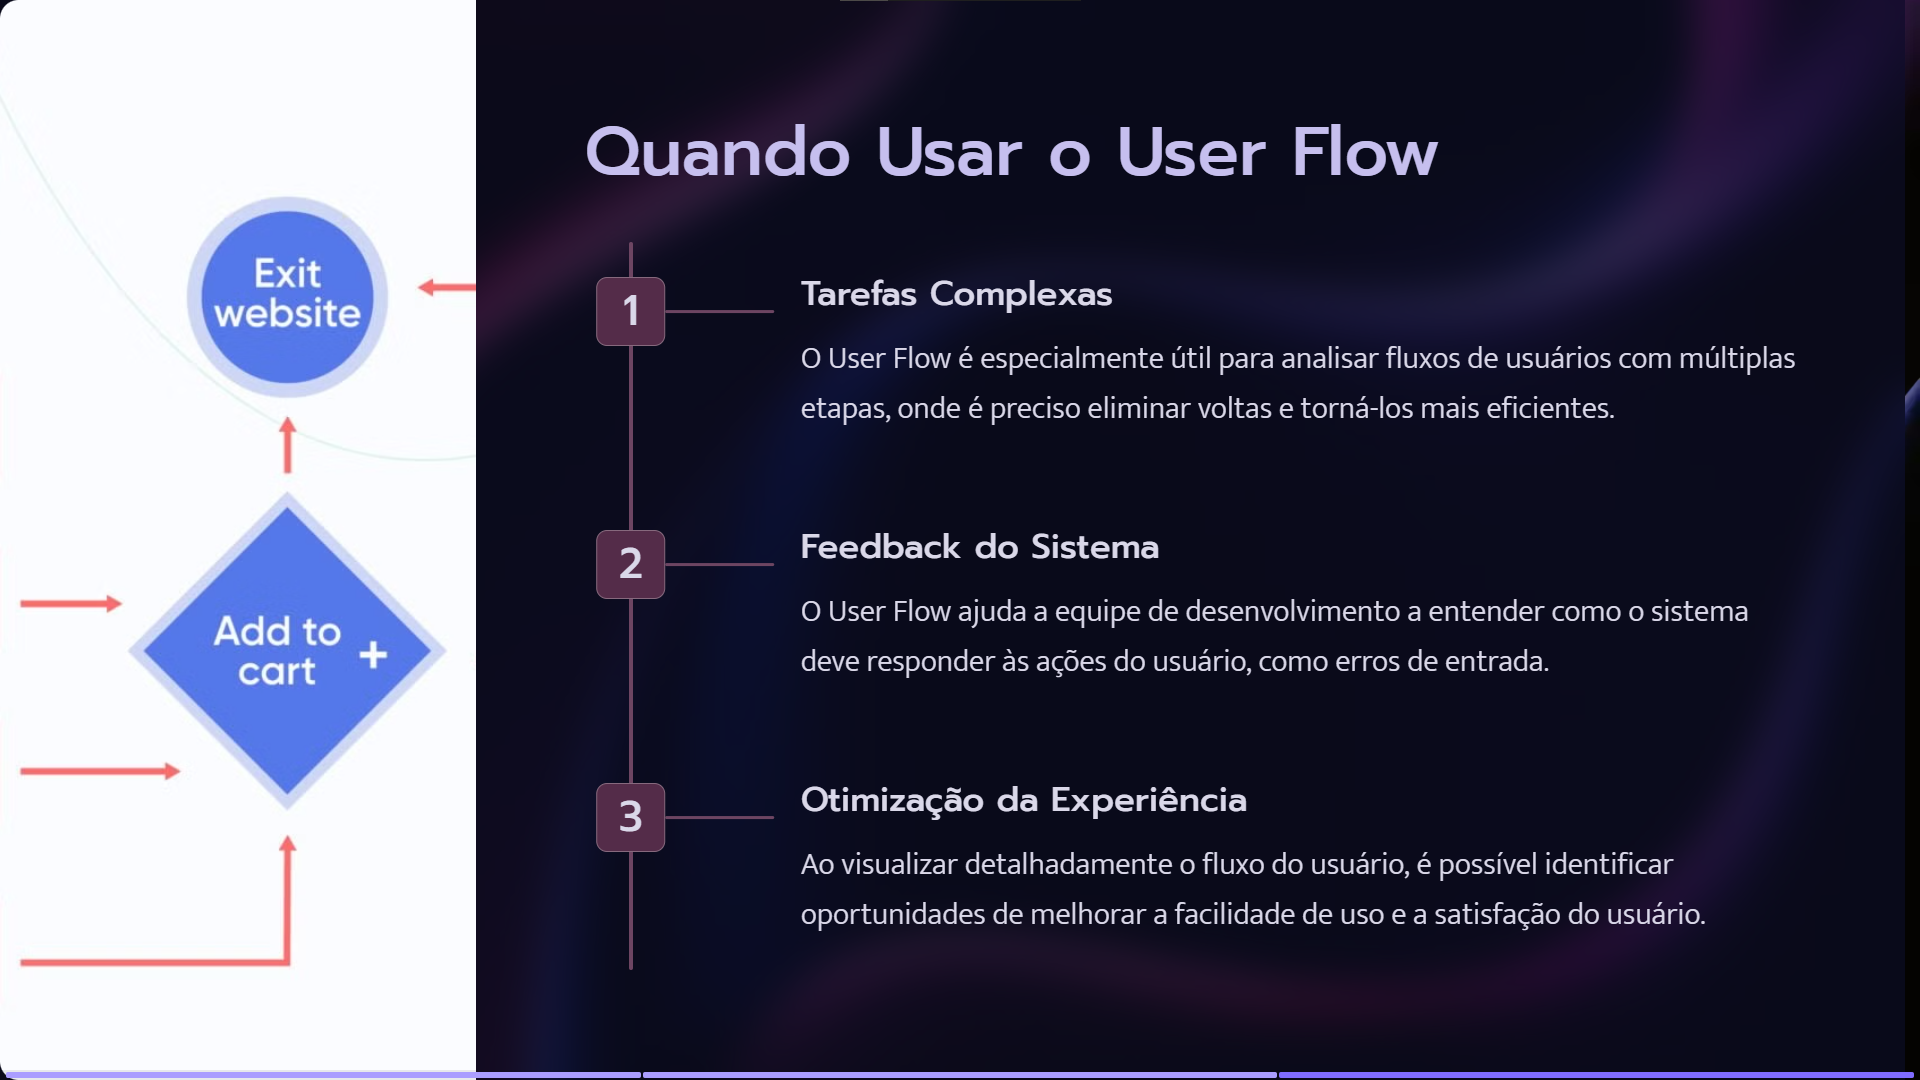 Exit
website
Add to
cart +
Quando Usar o User Flow
1
Tarefas Complexas
O User Flow é especialmente útil para analisar fluxos de usuários com múltiplas
etapas, onde é preciso eliminar voltas e torná-los mais eficientes.
2
Feedback do Sistema
O User Flow ajuda a equipe de desenvolvimento a entender como o sistema
deve responder às ações do usuário, como erros de entrada.
3
Otimização da Experiência
Ao visualizar detalhadamente o fluxo do usuário, é possível identificar
oportunidades de melhorar a facilidade de uso e a satisfação do usuário.